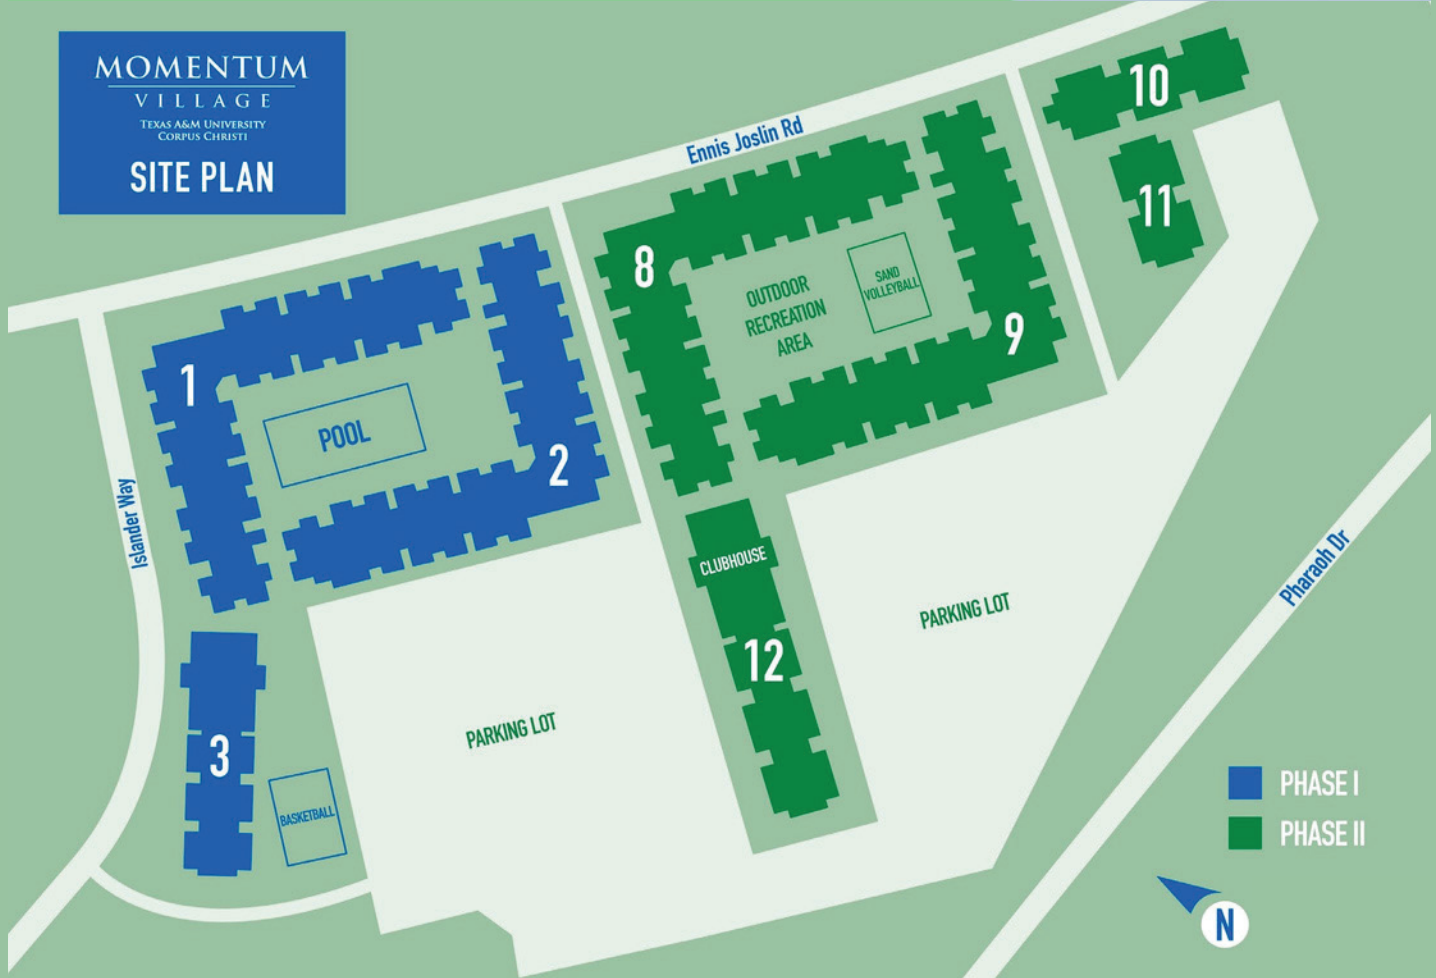 MOMENTUM
VILLAGE
TEXAS A&M UNIVERSITY
CORPUS CHRISTI
SITE PLAN
Ennis Joslin Rd
10
11
8
OUTDOOR
RECREATION
AREA
SAND
VOLLEYBALL
9
1
POOL
2
Islander Way
CLUBHOUSE
12
PARKING LOT
Pharaoh Dr
3
BASKETBALL
PARKING LOT
PHASE I
PHASE II
N